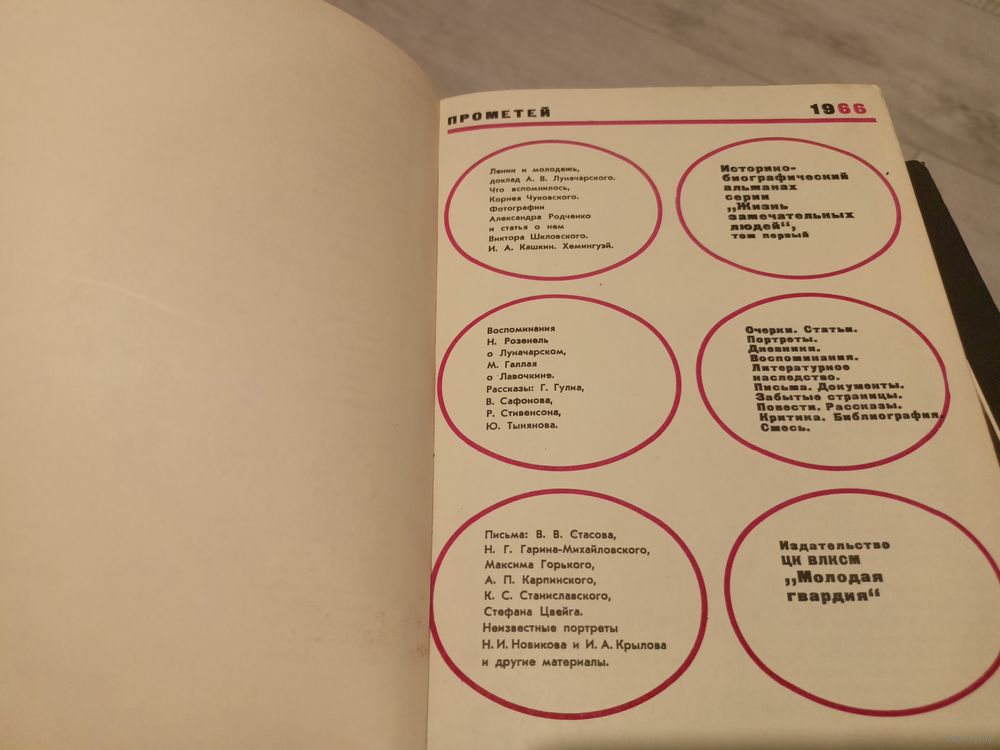 ПРОМЕТЕЙ
1966
Ленин и молодежь,
доклад А. В. Луначарского.
Что вспомнилось,
Корнея Чуковского.
Фотографии
Александра Родченко
и статья о нем
Виктора Шкловского.
И. А. Кашкин. Хемингуэй.
Историко-
биографический
альманах
серии
„Жизнь
замечательных
людей“,
том первый
Воспоминания
Н. Розенель
о Луначарском,
М. Галлая
о Лавочкине.
Рассказы: Г. Гулиа,
В. Сафонова,
Р. Стивенсона,
Ю. Тынянова.
Очерки. Статьи.
Портреты.
Дневники.
Воспоминания.
Литературное
наследство.
Письма. Документы.
Забытые страницы.
Повести. Рассказы.
Критика. Библиография.
Смесь.
Письма: В. В. Стасова,
Н. Г. Гарина-Михайловского,
Максима Горького,
А. П. Карпинского,
К. С. Станиславского,
Стефана Цвейга.
Неизвестные портреты
Н. И. Новикова и И. А. Крылова
и другие материалы.
Издательство
ЦК ВЛКСМ
„Молодая
гвардия“